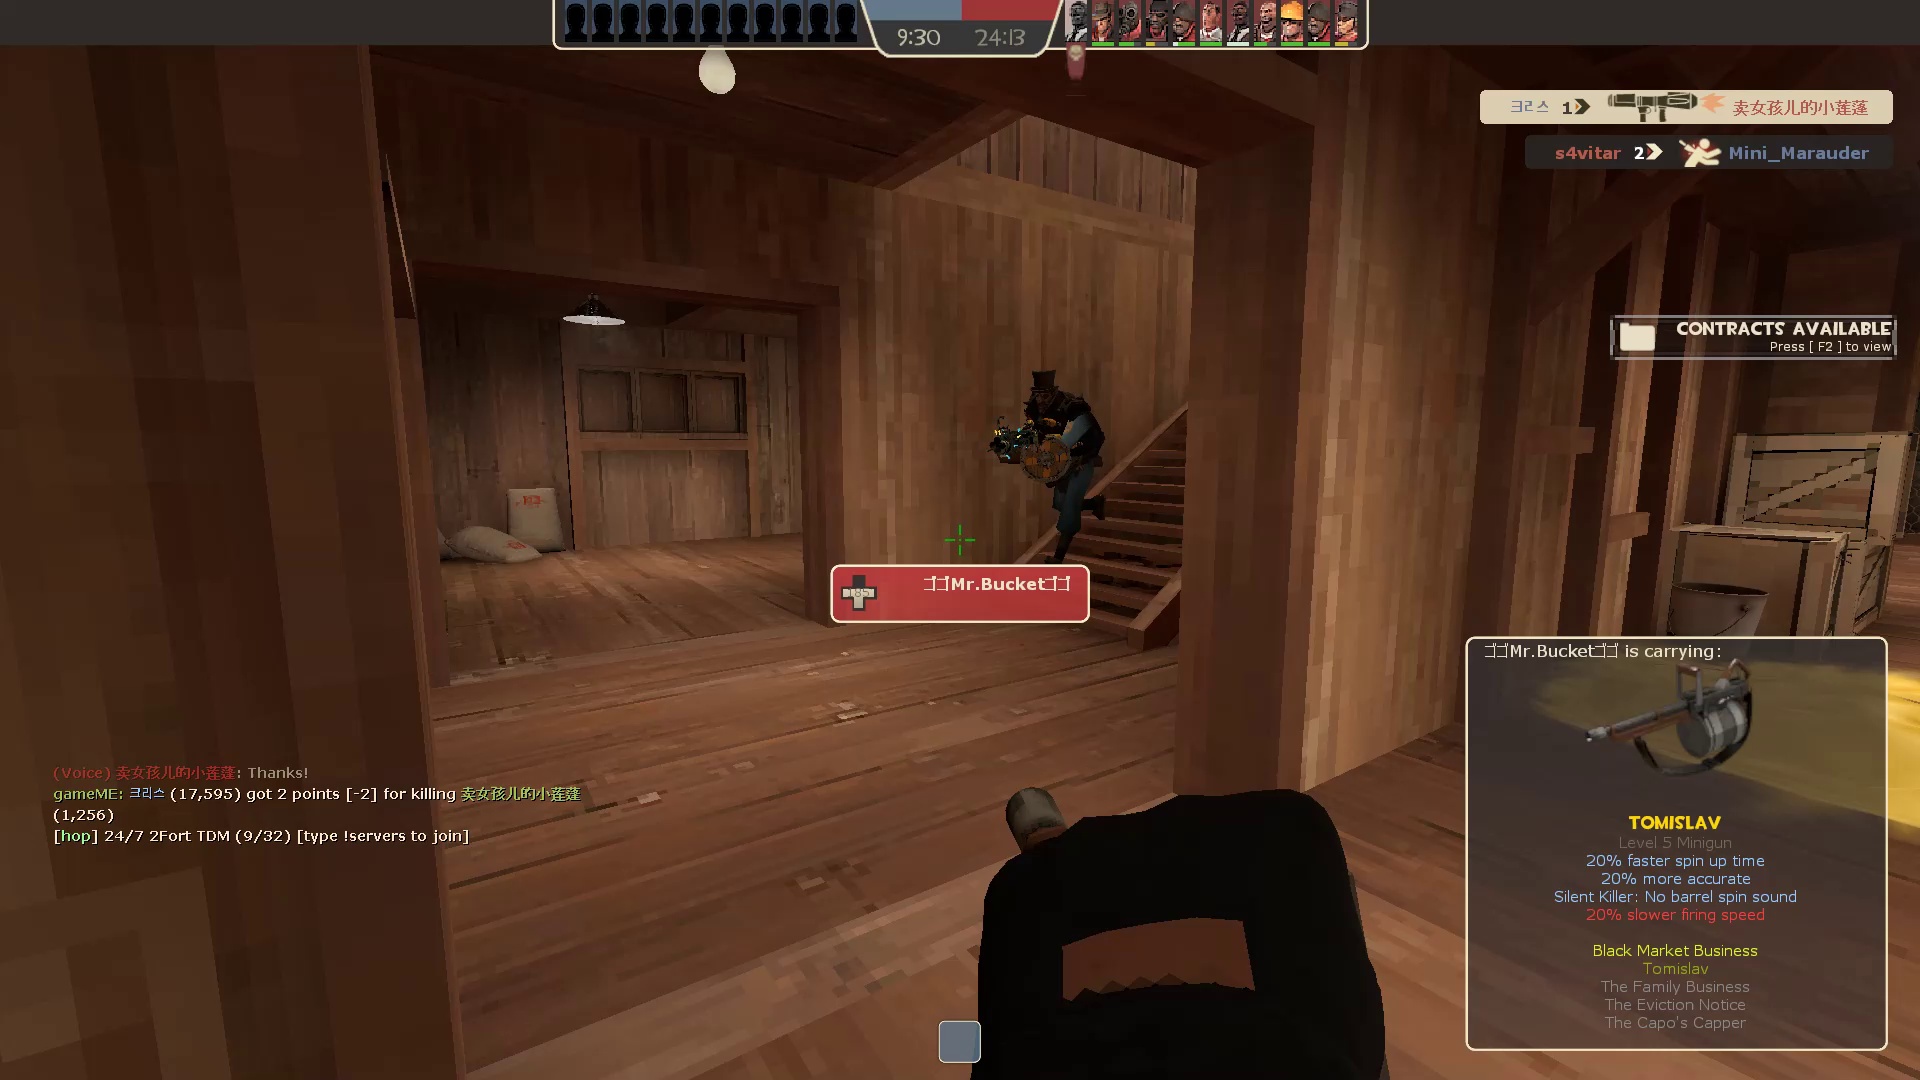 9:30 24:13
크리스 1 卖女孩儿的小莲蓬
s4vitar 2 Mini_Marauder
CONTRACTS AVAILABLE
Press [ F2 ] to view
Mr.Bucket
185
Mr.Bucket is carrying:
TOMISLAV
Level 5 Minigun
20% faster spin up time
20% more accurate
Silent Killer: No barrel spin sound
20% slower firing speed
Black Market Business
Tomislav
The Family Business
The Eviction Notice
The Capo's Capper
(Voice) 卖女孩儿的小莲蓬: Thanks!
gameME: 크리스 (17,595) got 2 points [-2] for killing 卖女孩儿的小莲蓬
(1,256)
[hop] 24/7 2Fort TDM (9/32) [type !servers to join]